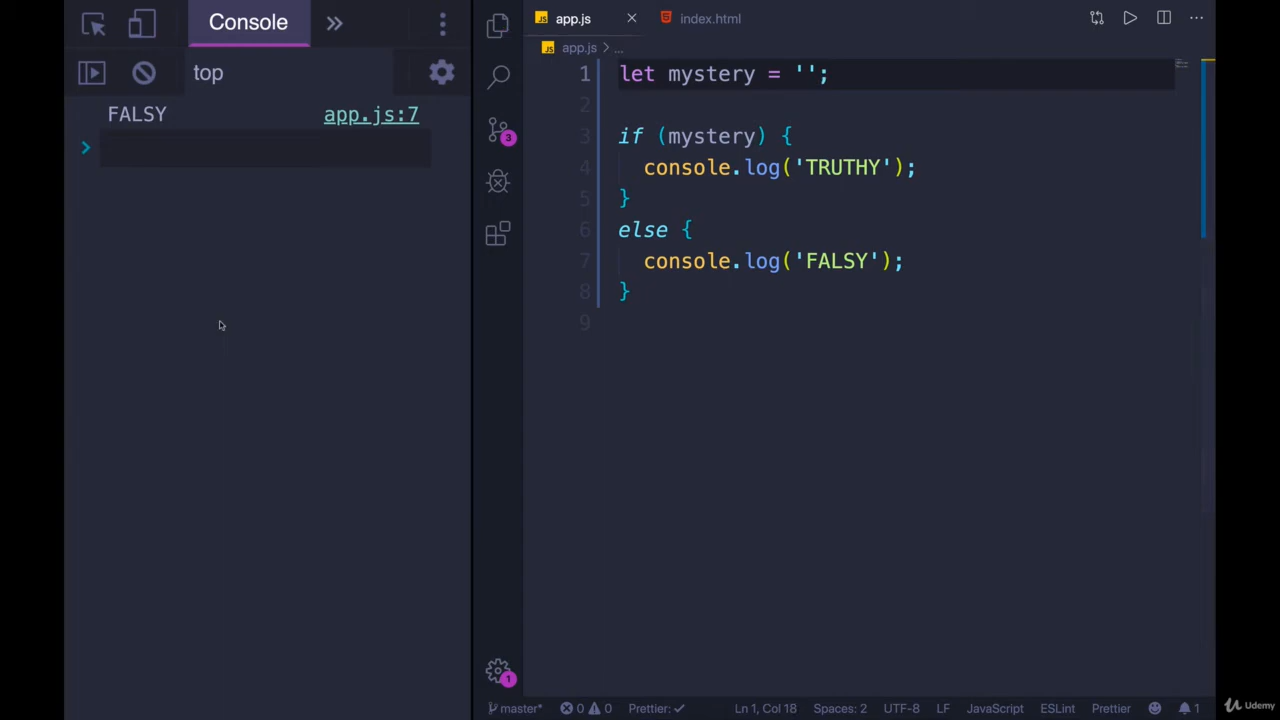 Console
top
FALSY app.js:7
app.js index.html
app.js > ...
1 let mystery = '';
2
3 if (mystery) {
4 console.log('TRUTHY');
5 }
6 else {
7 console.log('FALSY');
8 }
9
3
1
master* 0 0 Prettier: Ln 1, Col 18 Spaces: 2 UTF-8 LF JavaScript ESLint Prettier 1
Udemy